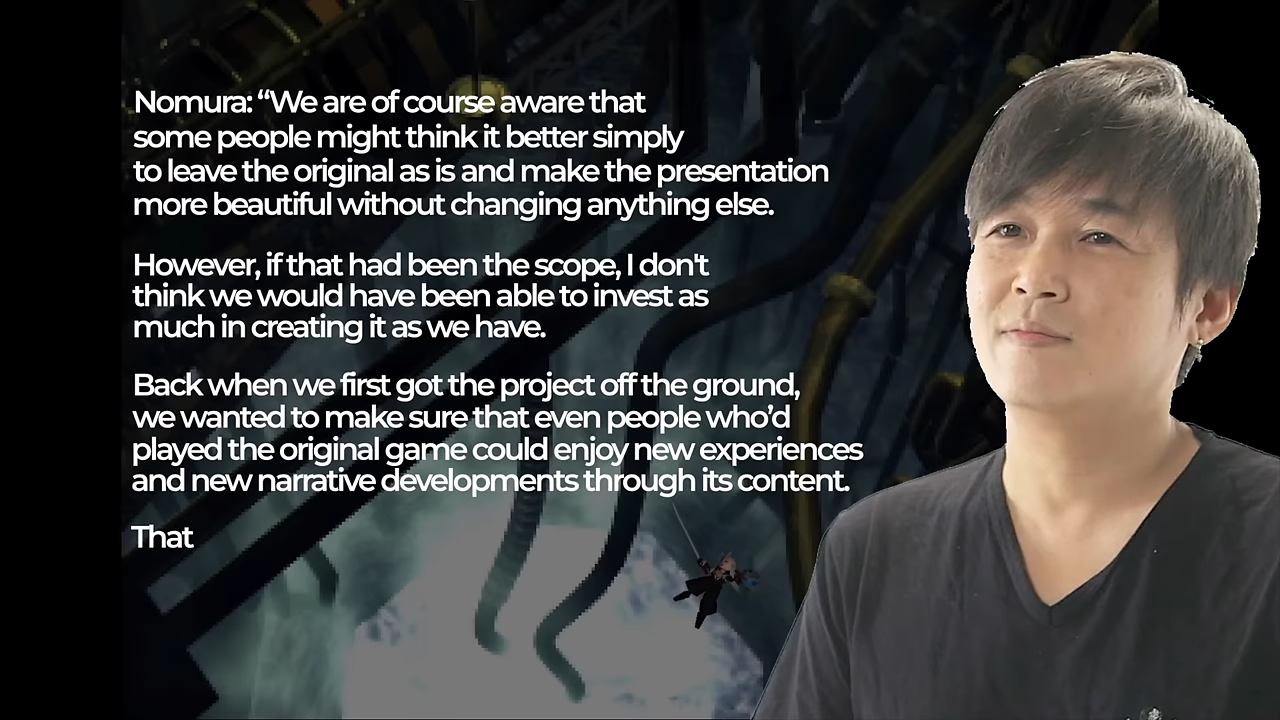 Nomura: “We are of course aware that
some people might think it better simply
to leave the original as is and make the presentation
more beautiful without changing anything else.
However, if that had been the scope, I don't
think we would have been able to invest as
much in creating it as we have.
Back when we first got the project off the ground,
we wanted to make sure that even people who’d
played the original game could enjoy new experiences
and new narrative developments through its content.
That